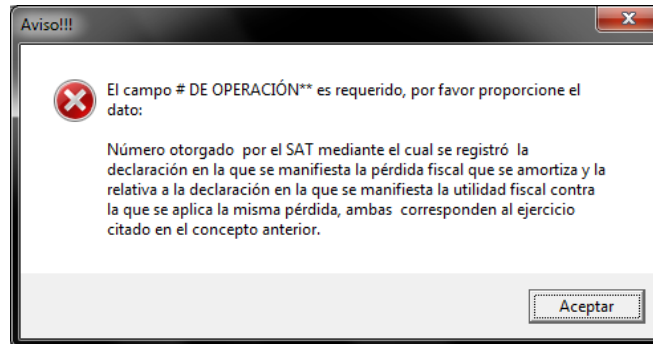 Aviso!!!
El campo # DE OPERACIÓN** es requerido, por favor proporcione el
dato:
Número otorgado  por el SAT mediante el cual se registró  la
declaración en la que se manifiesta la pérdida fiscal que se amortiza y la
relativa a la declaración en la que se manifiesta la utilidad fiscal contra
la que se aplica la misma pérdida, ambas  corresponden al ejercicio
citado en el concepto anterior.
Aceptar